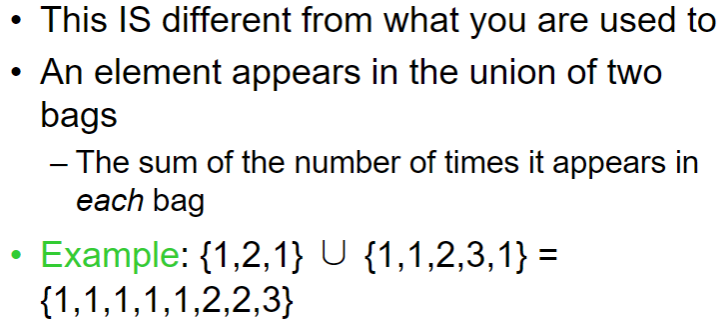 • This IS different from what you are used to
• An element appears in the union of two
bags
– The sum of the number of times it appears in
each bag
• Example: {1,2,1} ∪ {1,1,2,3,1} =
{1,1,1,1,1,2,2,3}